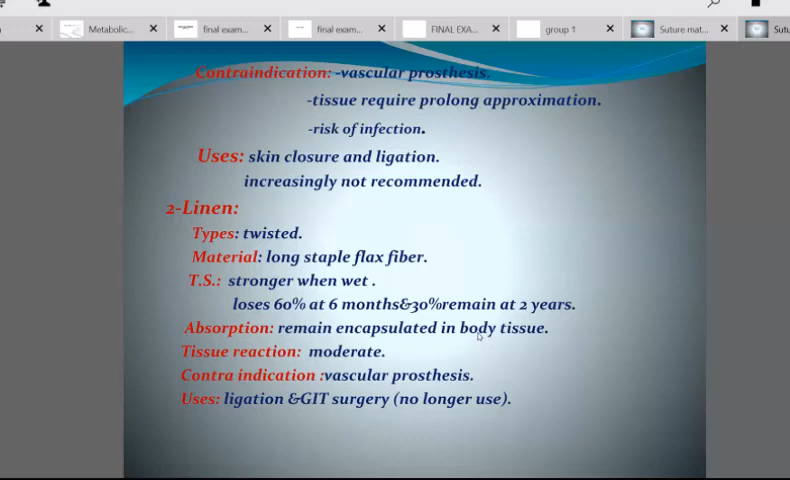 Metabolic...
final exam...
final exam...
FINAL EXA...
group 1
Suture mat...
Sut
Contraindication: -vascular prosthesis.
-tissue require prolong approximation.
-risk of infection.
Uses: skin closure and ligation.
increasingly not recommended.
2-Linen:
Types: twisted.
Material: long staple flax fiber.
T.S.: stronger when wet .
loses 60% at 6 months&30%remain at 2 years.
Absorption: remain encapsulated in body tissue.
Tissue reaction: moderate.
Contra indication :vascular prosthesis.
Uses: ligation &GIT surgery (no longer use).